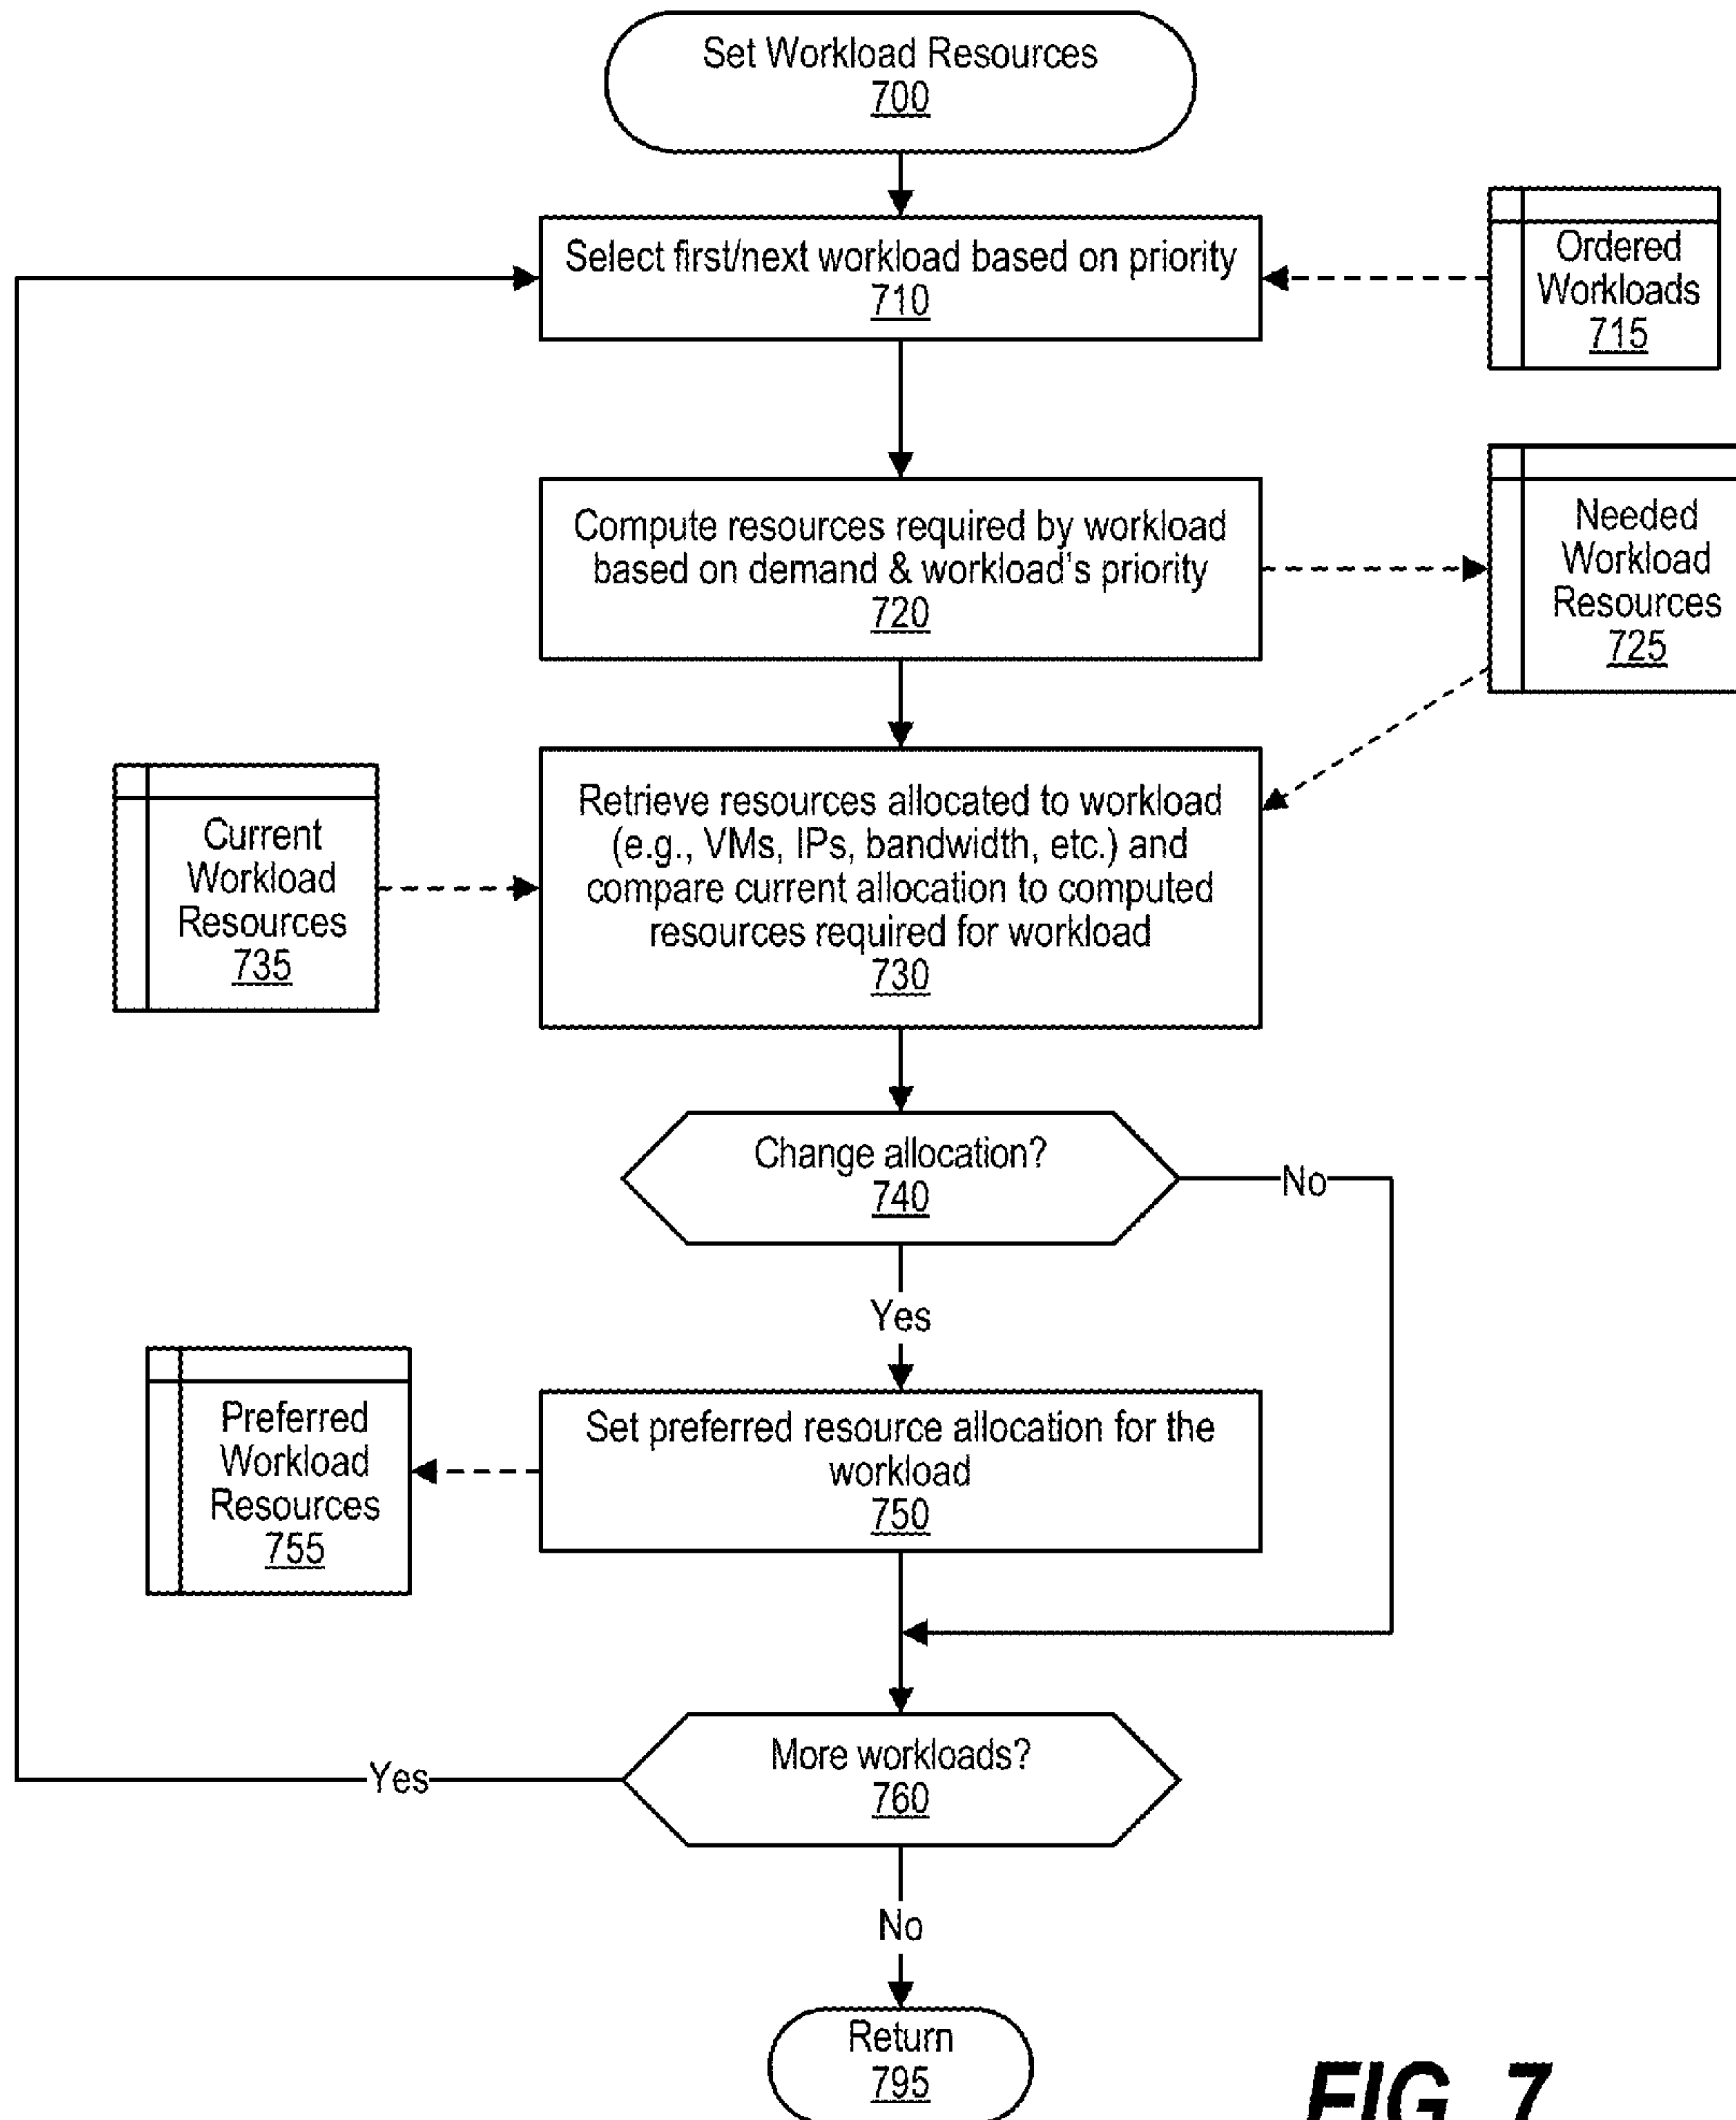 Set Workload Resources
700
Select first/next workload based on priority
710
Ordered
Workloads
715
Compute resources required by workload
based on demand & workload's priority
720
Needed
Workload
Resources
725
Current
Workload
Resources
735
Retrieve resources allocated to workload
(e.g., VMs, IPs, bandwidth, etc.) and
compare current allocation to computed
resources required for workload
730
Change allocation?
740
No
Yes
Preferred
Workload
Resources
755
Set preferred resource allocation for the
workload
750
More workloads?
760
Yes
No
Return
795
FIG. 7